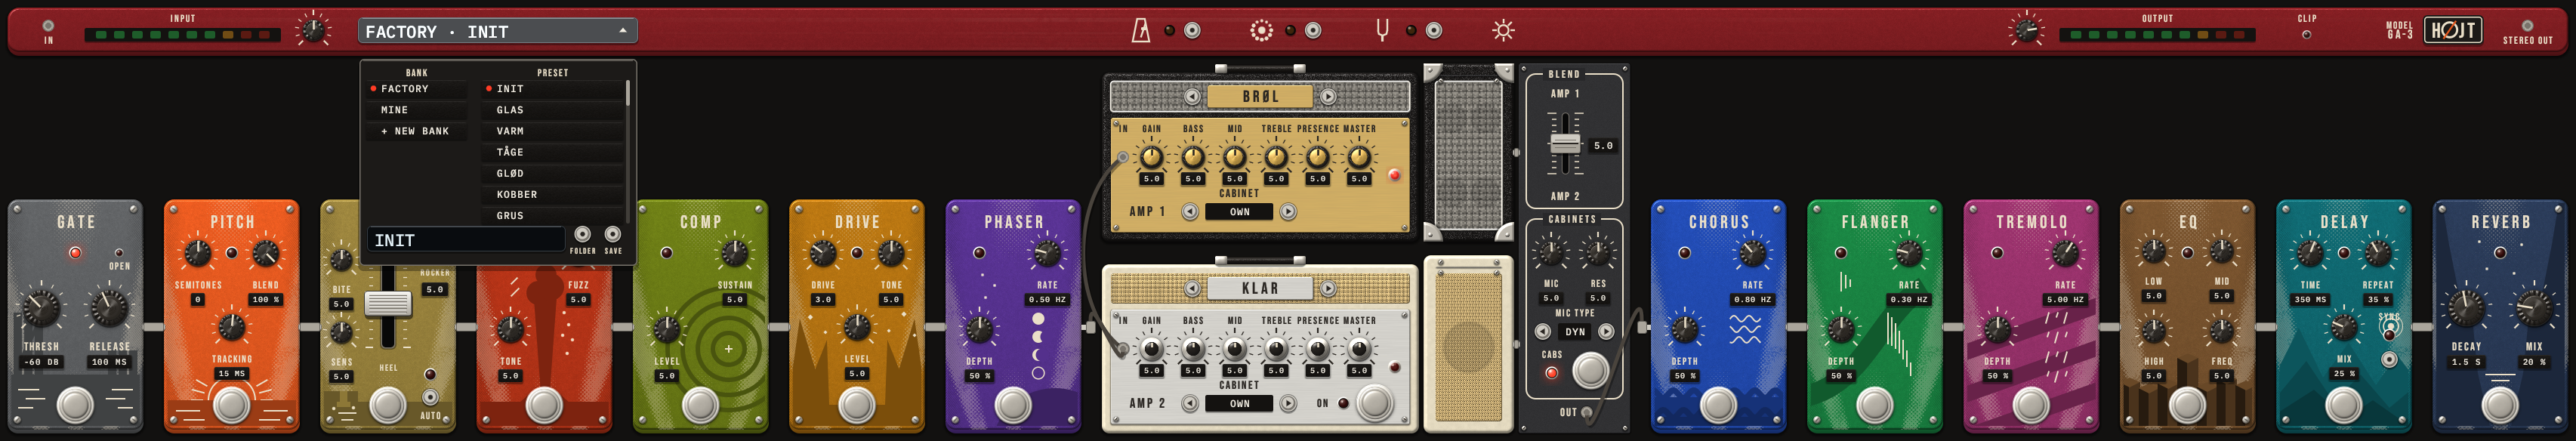 IN
INPUT
FACTORY · INIT
OUTPUT
CLIP
MODEL
GA-3
HØJT
STEREO OUT
BANK
FACTORY
MINE
+ NEW BANK
PRESET
INIT
GLAS
VARM
TÅGE
GLØD
KOBBER
GRUS
INIT
FOLDER
SAVE
GATE
OPEN
THRESH
-60 DB
RELEASE
100 MS
PITCH
SEMITONES
0
BLEND
100 %
TRACKING
15 MS
BITE
5.0
SENS
5.0
ROCKER
5.0
HEEL
AUTO
FUZZ
5.0
TONE
5.0
COMP
SUSTAIN
5.0
LEVEL
5.0
DRIVE
DRIVE
3.0
TONE
5.0
LEVEL
5.0
PHASER
RATE
0.50 HZ
DEPTH
50 %
BRØL
IN GAIN BASS MID TREBLE PRESENCE MASTER
5.0 5.0 5.0 5.0 5.0 5.0
CABINET
AMP 1 OWN
KLAR
IN GAIN BASS MID TREBLE PRESENCE MASTER
5.0 5.0 5.0 5.0 5.0 5.0
CABINET
AMP 2 OWN ON
BLEND
AMP 1
5.0
AMP 2
CABINETS
MIC RES
5.0 5.0
MIC TYPE
DYN
CABS
OUT
CHORUS
RATE
0.80 HZ
DEPTH
50 %
FLANGER
RATE
0.30 HZ
DEPTH
50 %
TREMOLO
RATE
5.00 HZ
DEPTH
50 %
EQ
LOW MID
5.0 5.0
HIGH FREQ
5.0 5.0
DELAY
TIME REPEAT
350 MS 35 %
SYNC
MIX
25 %
REVERB
DECAY MIX
1.5 S 20 %